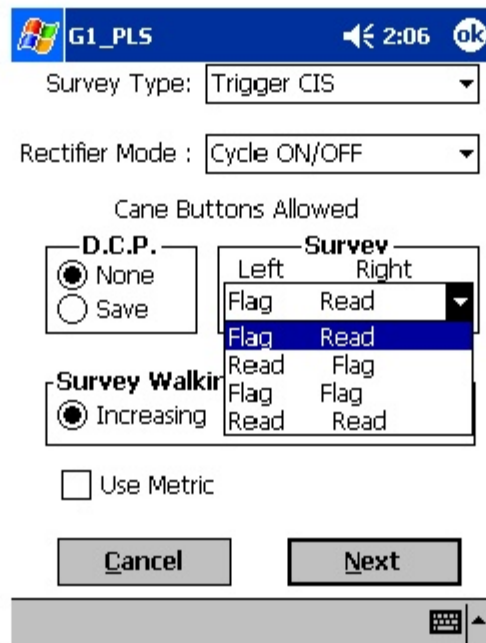 G1_PLS 2:06 ok
Survey Type: Trigger CIS
Rectifier Mode : Cycle ON/OFF
Cane Buttons Allowed
D.C.P.
None
Save
Survey
Left Right
Flag Read
Flag Read
Read Flag
Flag Flag
Read Read
Survey Walkin
Increasing
Use Metric
Cancel Next